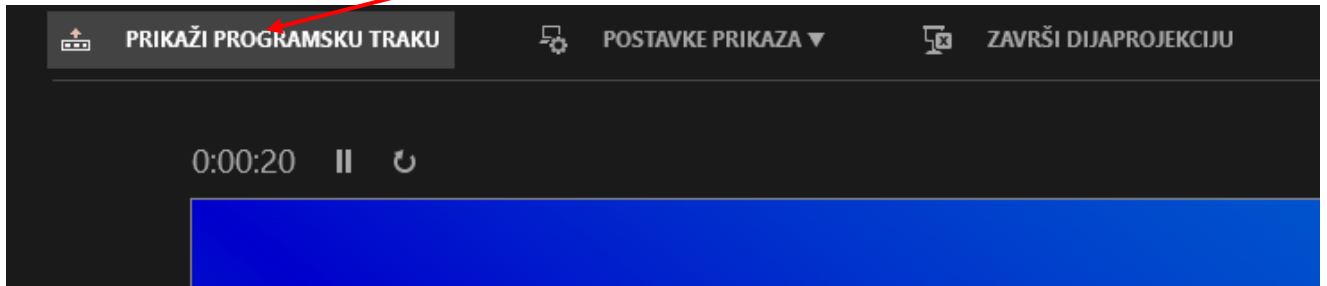 PRIKAŽI PROGRAMSKU TRAKU POSTAVKE PRIKAZA ▼ ZAVRŠI DIJAPROJEKCIJU
0:00:20